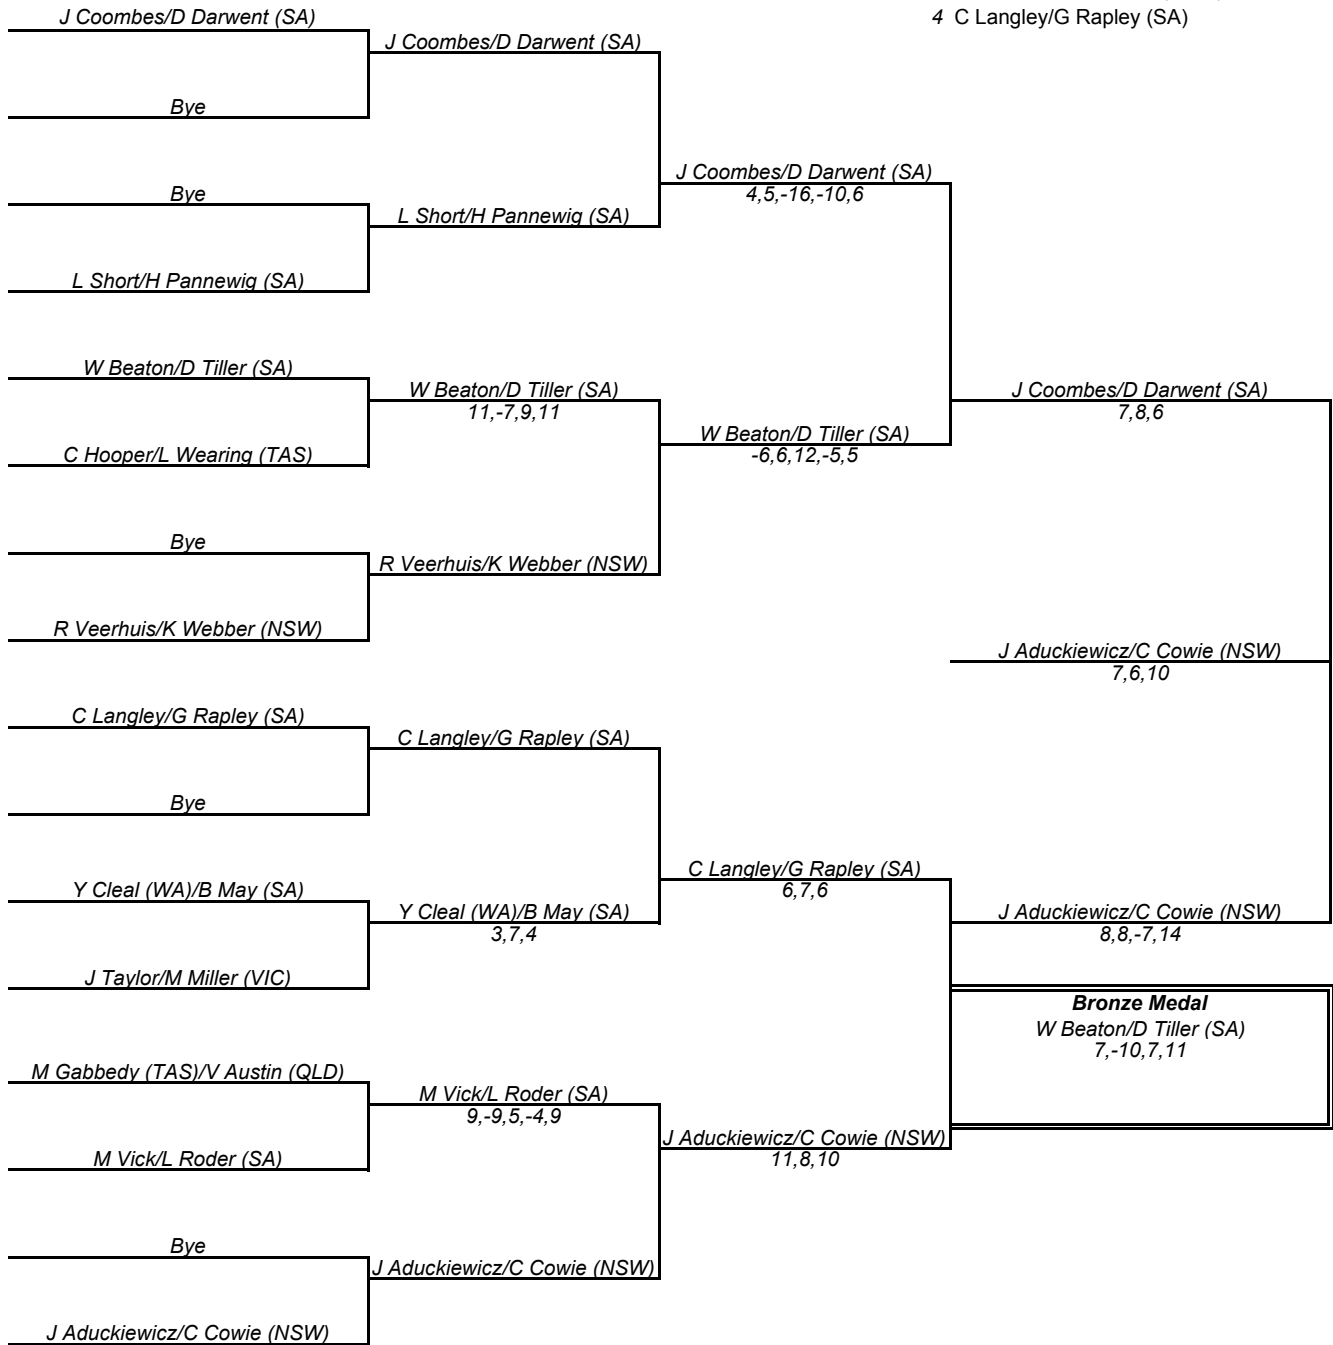 J Coombes/D Darwent (SA)
4 C Langley/G Rapley (SA)
J Coombes/D Darwent (SA)
Bye
J Coombes/D Darwent (SA)
4,5,-16,-10,6
Bye
L Short/H Pannewig (SA)
L Short/H Pannewig (SA)
W Beaton/D Tiller (SA)
W Beaton/D Tiller (SA)
11,-7,9,11
J Coombes/D Darwent (SA)
7,8,6
W Beaton/D Tiller (SA)
-6,6,12,-5,5
C Hooper/L Wearing (TAS)
Bye
R Veerhuis/K Webber (NSW)
R Veerhuis/K Webber (NSW)
J Aduckiewicz/C Cowie (NSW)
7,6,10
C Langley/G Rapley (SA)
C Langley/G Rapley (SA)
Bye
C Langley/G Rapley (SA)
6,7,6
Y Cleal (WA)/B May (SA)
Y Cleal (WA)/B May (SA)
3,7,4
J Aduckiewicz/C Cowie (NSW)
8,8,-7,14
J Taylor/M Miller (VIC)
Bronze Medal
W Beaton/D Tiller (SA)
7,-10,7,11
M Gabbedy (TAS)/V Austin (QLD)
M Vick/L Roder (SA)
9,-9,5,-4,9
J Aduckiewicz/C Cowie (NSW)
11,8,10
M Vick/L Roder (SA)
Bye
J Aduckiewicz/C Cowie (NSW)
J Aduckiewicz/C Cowie (NSW)